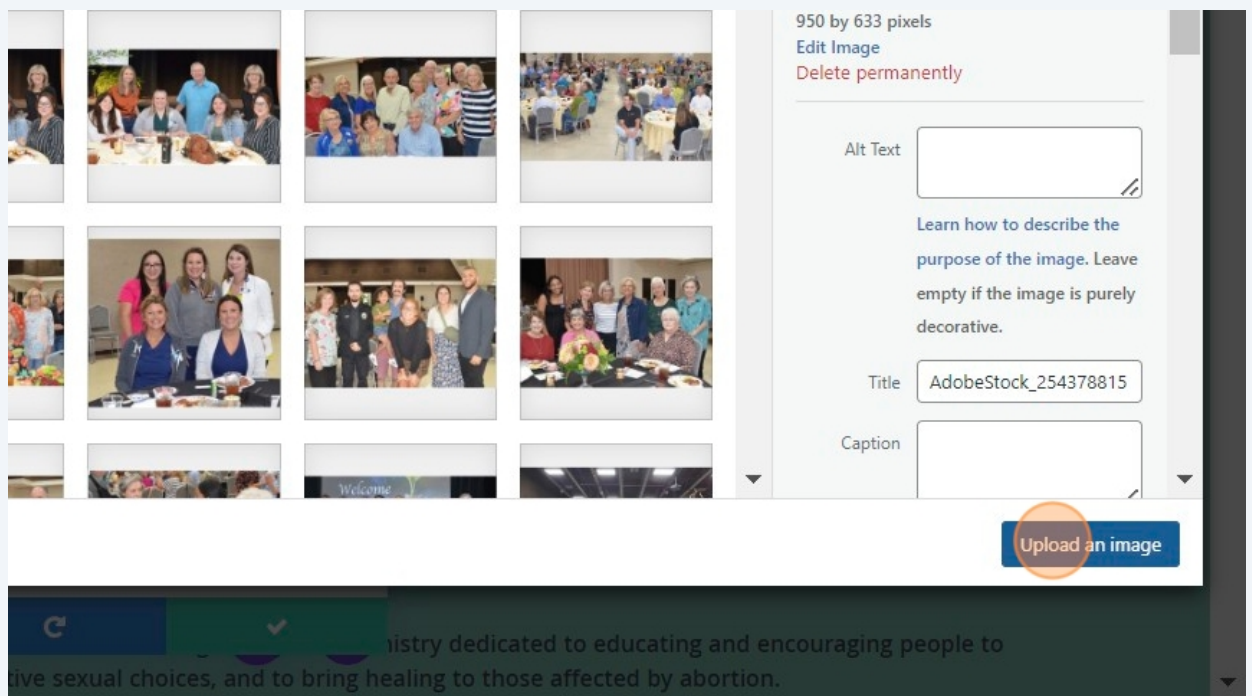 950 by 633 pixels
Edit Image
Delete permanently
Alt Text
Learn how to describe the
purpose of the image. Leave
empty if the image is purely
decorative.
Title
AdobeStock_254378815
Caption
Welcome
Upload an image
nistry dedicated to educating and encouraging people to
tive sexual choices, and to bring healing to those affected by abortion.